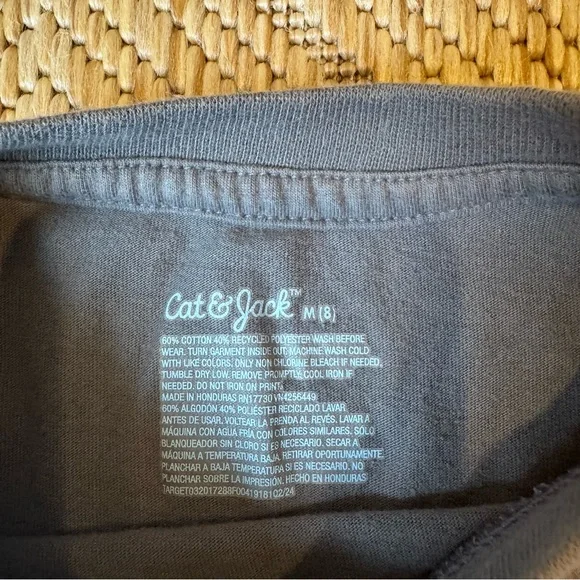 Cat & Jack™ M (8)
60% COTTON 40% RECYCLED POLYESTER WASH BEFORE
WEAR. TURN GARMENT INSIDE OUT. MACHINE WASH COLD
WITH LIKE COLORS. ONLY NON CHLORINE BLEACH IF NEEDED.
TUMBLE DRY LOW. REMOVE PROMPTLY. COOL IRON IF
NEEDED. DO NOT IRON ON PRINT.
MADE IN HONDURAS RN17730 VN4256449
60% ALGODÓN 40% POLIÉSTER RECICLADO LAVAR
ANTES DE USAR. VOLTEAR LA PRENDA AL REVÉS. LAVAR A
MÁQUINA CON AGUA FRÍA CON COLORES SIMILARES. SOLO
BLANQUEADOR SIN CLORO SI ES NECESARIO. SECAR A
MÁQUINA A TEMPERATURA BAJA. RETIRAR OPORTUNAMENTE.
PLANCHAR A BAJA TEMPERATURA SI ES NECESARIO. NO
PLANCHAR SOBRE LA IMPRESIÓN. HECHO EN HONDURAS
TARGET032017288F0041918102/24